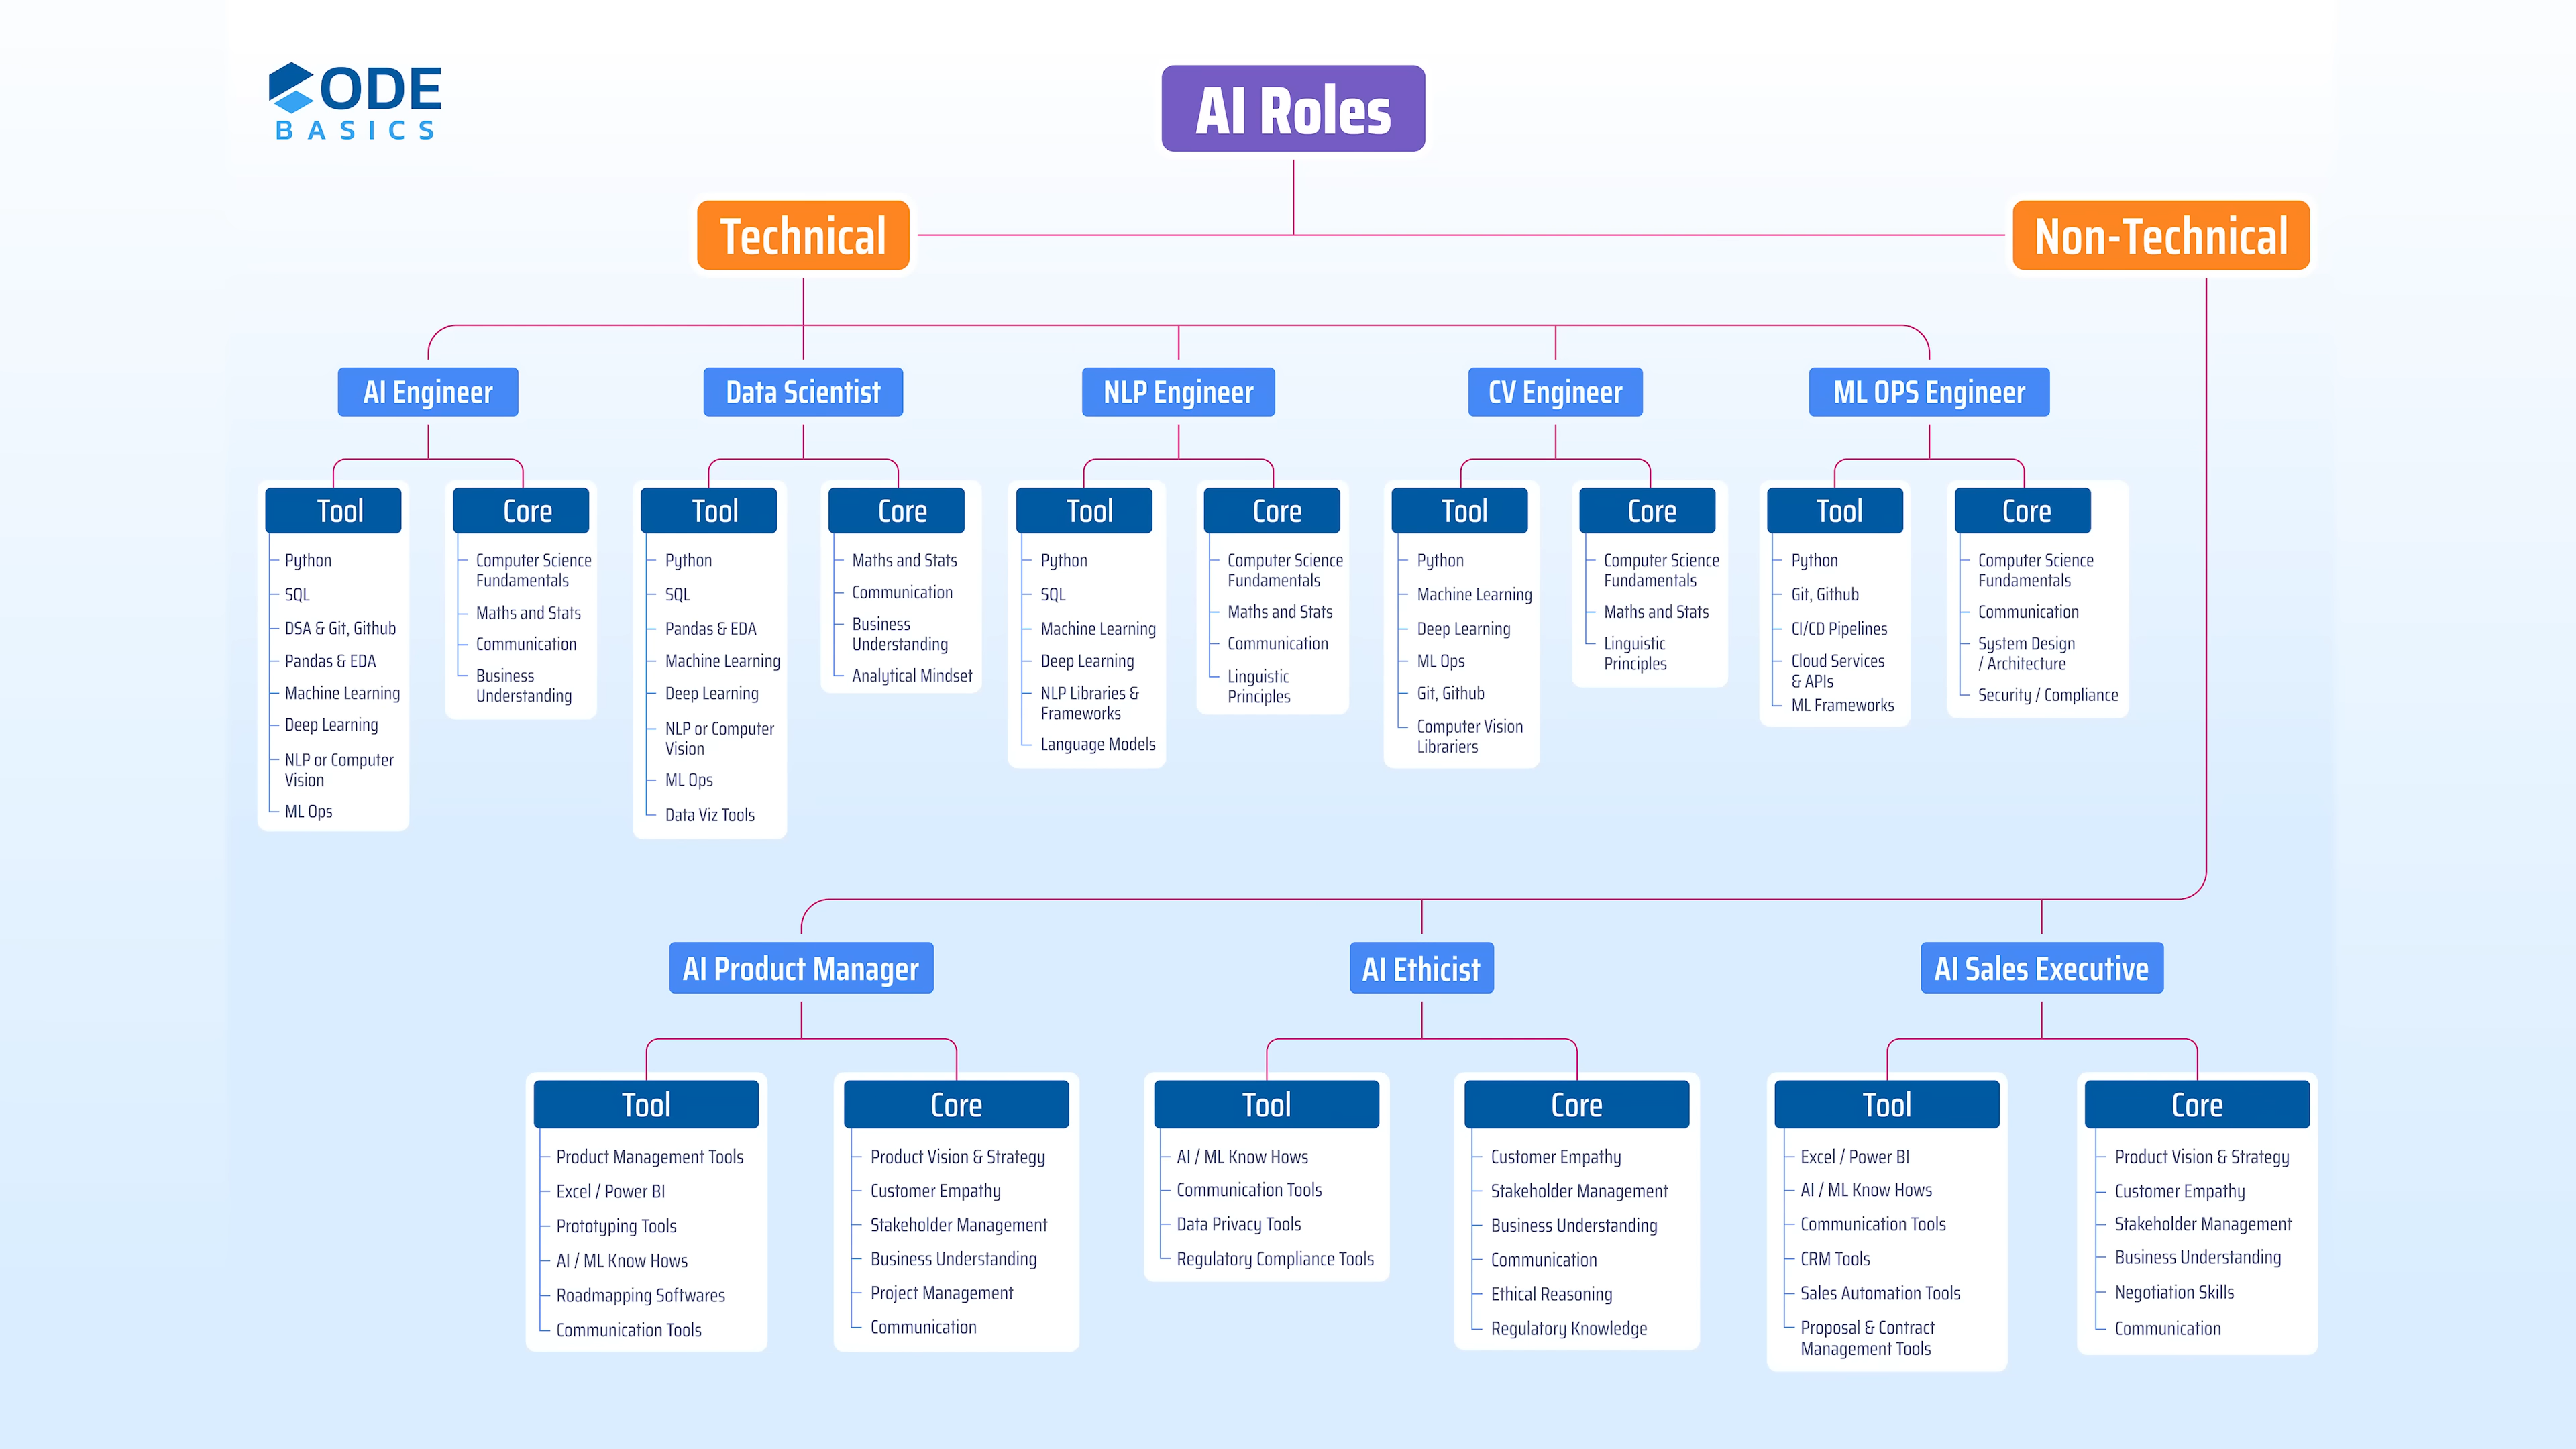 CODE
BASICS
AI Roles
Technical
Non-Technical
AI Engineer
Data Scientist
NLP Engineer
CV Engineer
ML OPS Engineer
Tool
Python
SQL
DSA & Git, Github
Pandas & EDA
Machine Learning
Deep Learning
NLP or Computer
Vision
ML Ops
Core
Computer Science
Fundamentals
Maths and Stats
Communication
Business
Understanding
Tool
Python
SQL
Pandas & EDA
Machine Learning
Deep Learning
NLP or Computer
Vision
ML Ops
Data Viz Tools
Core
Maths and Stats
Communication
Business
Understanding
Analytical Mindset
Tool
Python
SQL
Machine Learning
Deep Learning
NLP Libraries &
Frameworks
Language Models
Core
Computer Science
Fundamentals
Maths and Stats
Communication
Linguistic
Principles
Tool
Python
Machine Learning
Deep Learning
ML Ops
Git, Github
Computer Vision
Librariers
Core
Computer Science
Fundamentals
Maths and Stats
Linguistic
Principles
Tool
Python
Git, Github
CI/CD Pipelines
Cloud Services
& APIs
ML Frameworks
Core
Computer Science
Fundamentals
Communication
System Design
/ Architecture
Security / Compliance
AI Product Manager
AI Ethicist
AI Sales Executive
Tool
Product Management Tools
Excel / Power BI
Prototyping Tools
AI / ML Know Hows
Roadmapping Softwares
Communication Tools
Core
Product Vision & Strategy
Customer Empathy
Stakeholder Management
Business Understanding
Project Management
Communication
Tool
AI / ML Know Hows
Communication Tools
Data Privacy Tools
Regulatory Compliance Tools
Core
Customer Empathy
Stakeholder Management
Business Understanding
Communication
Ethical Reasoning
Regulatory Knowledge
Tool
Excel / Power BI
AI / ML Know Hows
Communication Tools
CRM Tools
Sales Automation Tools
Proposal & Contract
Management Tools
Core
Product Vision & Strategy
Customer Empathy
Stakeholder Management
Business Understanding
Negotiation Skills
Communication